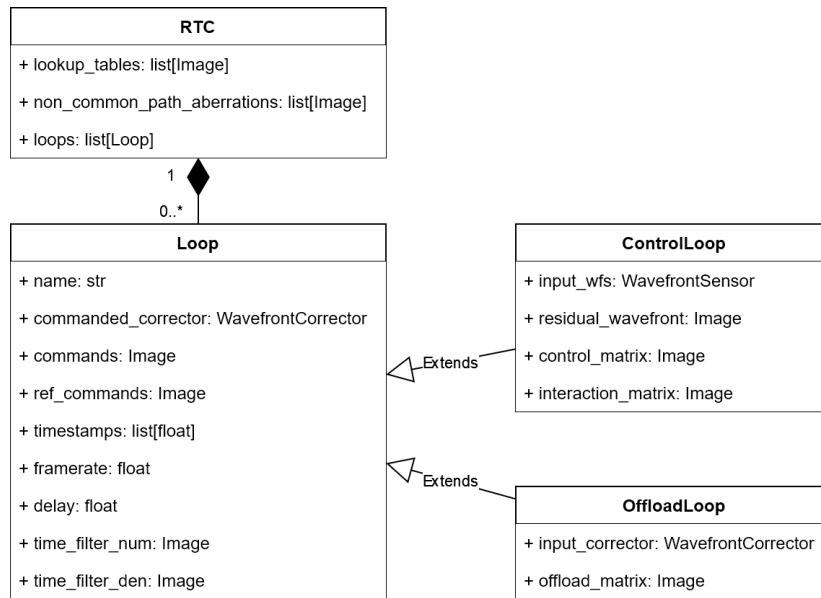 RTC
+ lookup_tables: list[Image]
+ non_common_path_aberrations: list[Image]
+ loops: list[Loop]
1
0..*
Loop
+ name: str
+ commanded_corrector: WavefrontCorrector
+ commands: Image
+ ref_commands: Image
+ timestamps: list[float]
+ framerate: float
+ delay: float
+ time_filter_num: Image
+ time_filter_den: Image
Extends
ControlLoop
+ input_wfs: WavefrontSensor
+ residual_wavefront: Image
+ control_matrix: Image
+ interaction_matrix: Image
Extends
OffloadLoop
+ input_corrector: WavefrontCorrector
+ offload_matrix: Image